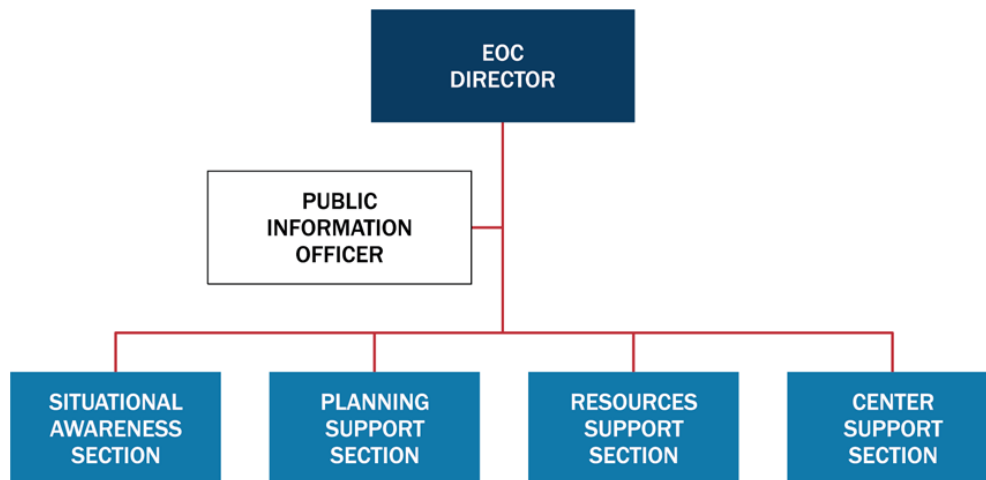 EOC
DIRECTOR
PUBLIC
INFORMATION
OFFICER
SITUATIONAL
AWARENESS
SECTION
PLANNING
SUPPORT
SECTION
RESOURCES
SUPPORT
SECTION
CENTER
SUPPORT
SECTION